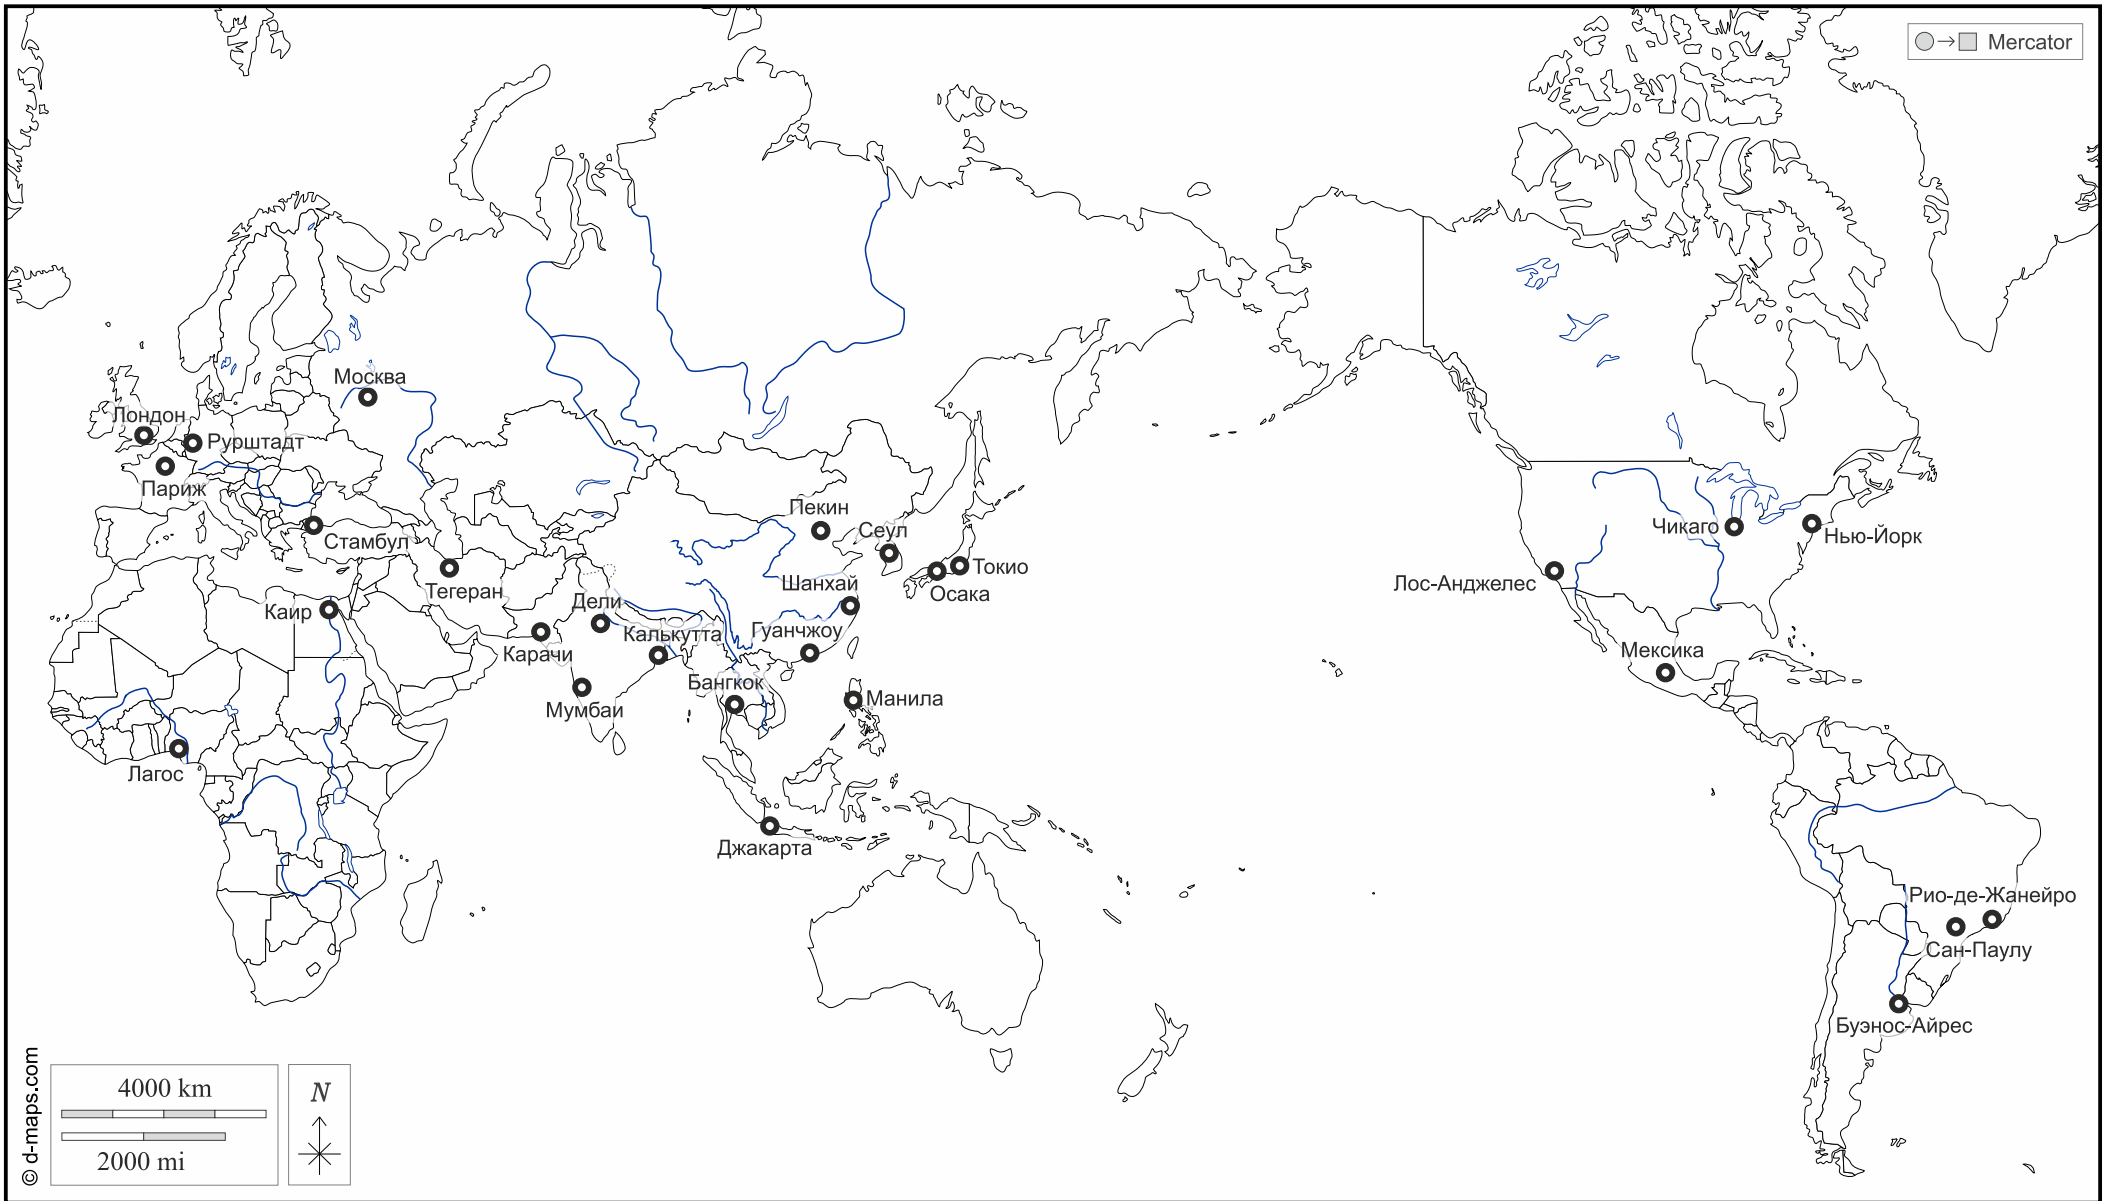 Mercator
Москва
Лондон
Рурштадт
Париж
Пекин
Сеул
Чикаго
Нью-Йорк
Стамбул
Токио
Тегеран
Шанхай
Лос-Анджелес
Осака
Дели
Каир
Калькутта
Гуанчжоу
Карачи
Мексика
Бангкок
Манила
Мумбаи
Лагос
Джакарта
Рио-де-Жанейро
Сан-Паулу
Буэнос-Айрес
4000 km
2000 mi
N
© d-maps.com